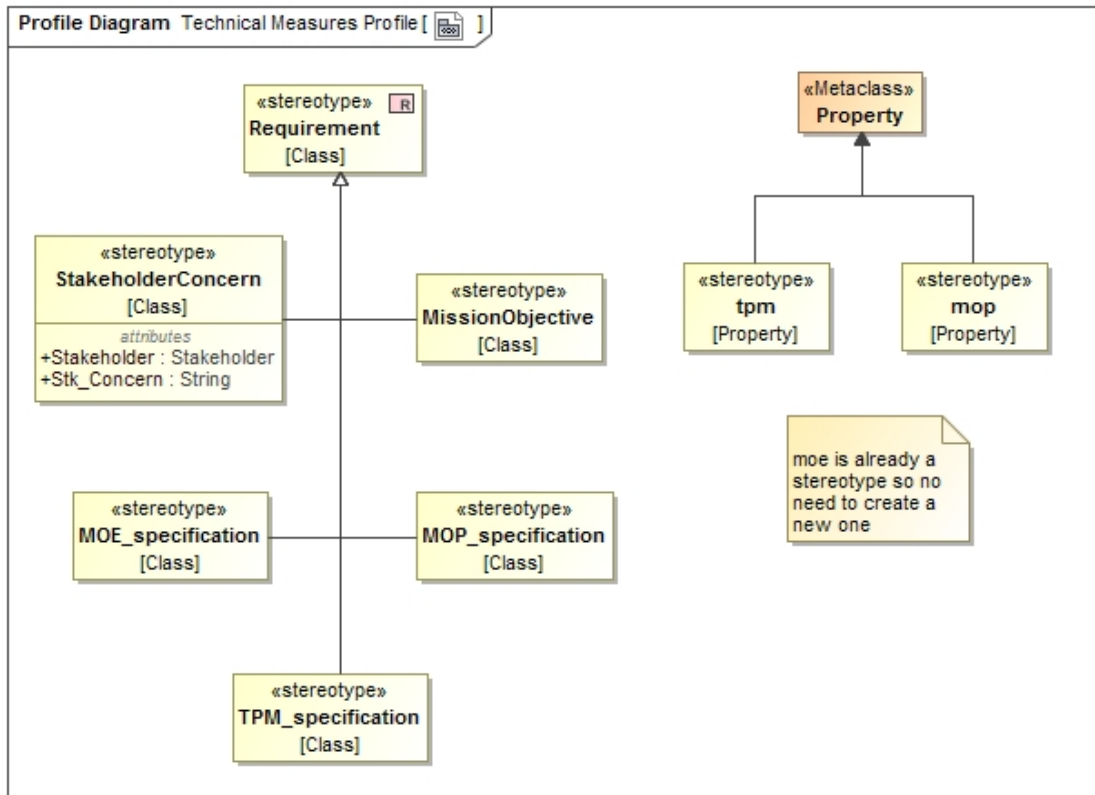 Profile Diagram Technical Measures Profile [ ]
«stereotype»
R
Requirement
[Class]
«Metaclass»
Property
«stereotype»
StakeholderConcern
[Class]
attributes
+Stakeholder : Stakeholder
+Stk_Concern : String
«stereotype»
MissionObjective
[Class]
«stereotype»
tpm
[Property]
«stereotype»
mop
[Property]
moe is already a
stereotype so no
need to create a
new one
«stereotype»
MOE_specification
[Class]
«stereotype»
MOP_specification
[Class]
«stereotype»
TPM_specification
[Class]